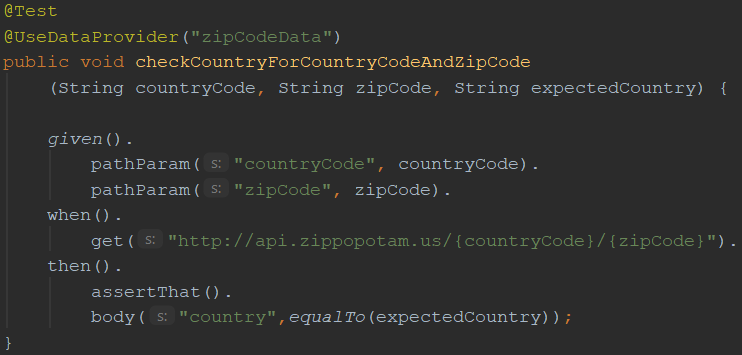 @Test
@UseDataProvider("zipCodeData")
public void checkCountryForCountryCodeAndZipCode
    (String countryCode, String zipCode, String expectedCountry) {

    given().
        pathParam( s: "countryCode", countryCode).
        pathParam( s: "zipCode", zipCode).
    when().
        get( s: "http://api.zippopotam.us/{countryCode}/{zipCode}").
    then().
        assertThat().
        body( s: "country",equalTo(expectedCountry));
}